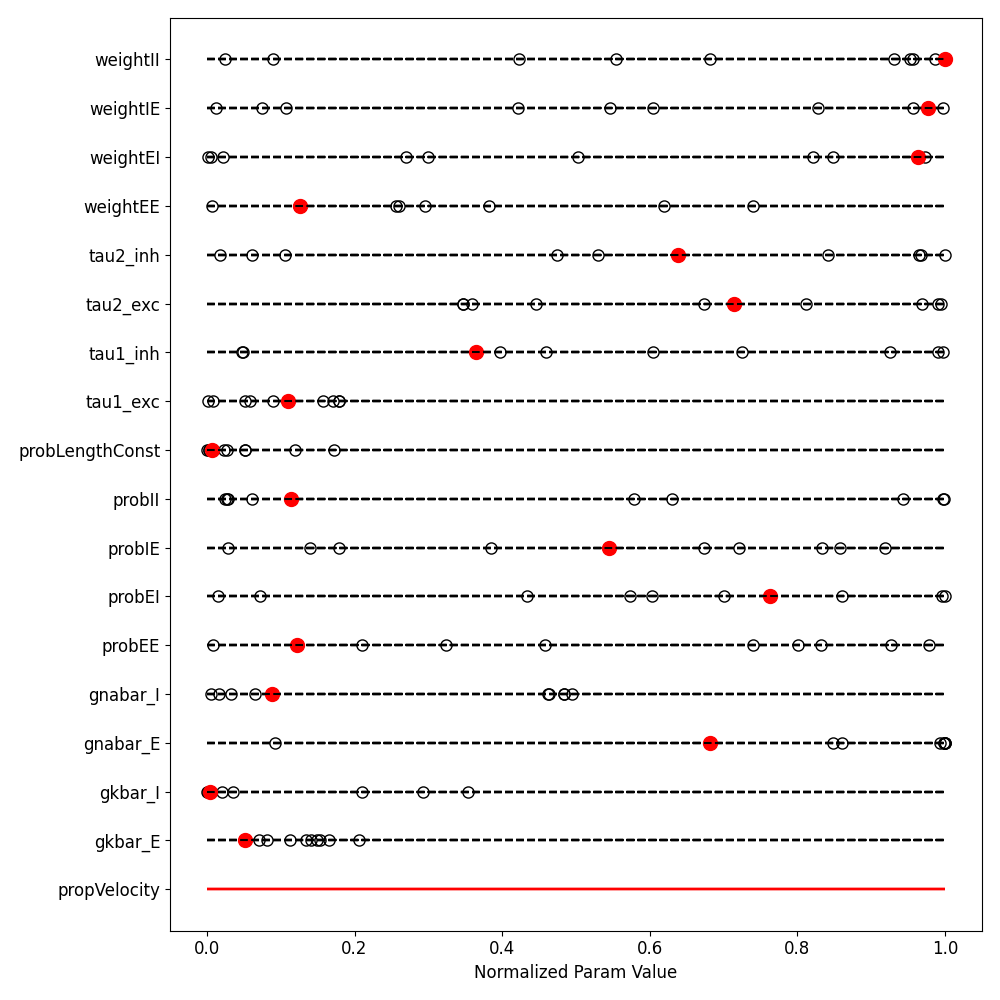 weightII
weightIE
weightEI
weightEE
tau2_inh
tau2_exc
tau1_inh
tau1_exc
probLengthConst
probII
probIE
probEI
probEE
gnabar_I
gnabar_E
gkbar_I
gkbar_E
propVelocity
0.0 0.2 0.4 0.6 0.8 1.0
Normalized Param Value